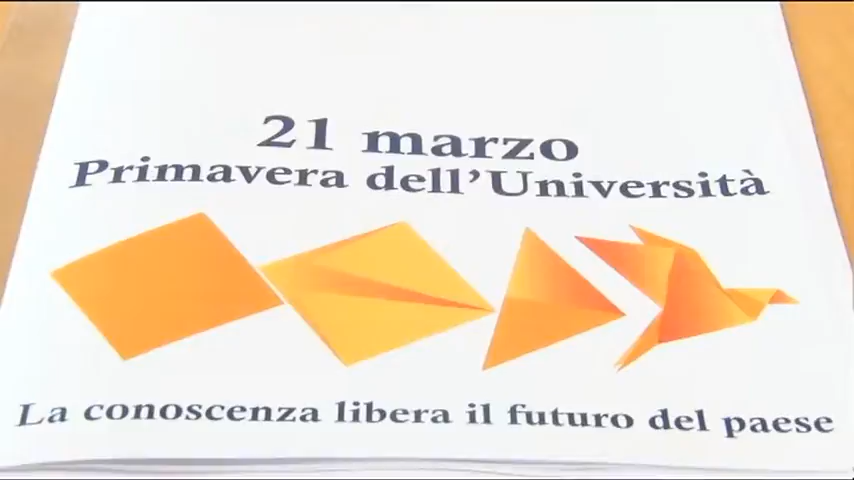 21 marzo
Primavera dell'Università
La conoscenza libera il futuro del paese